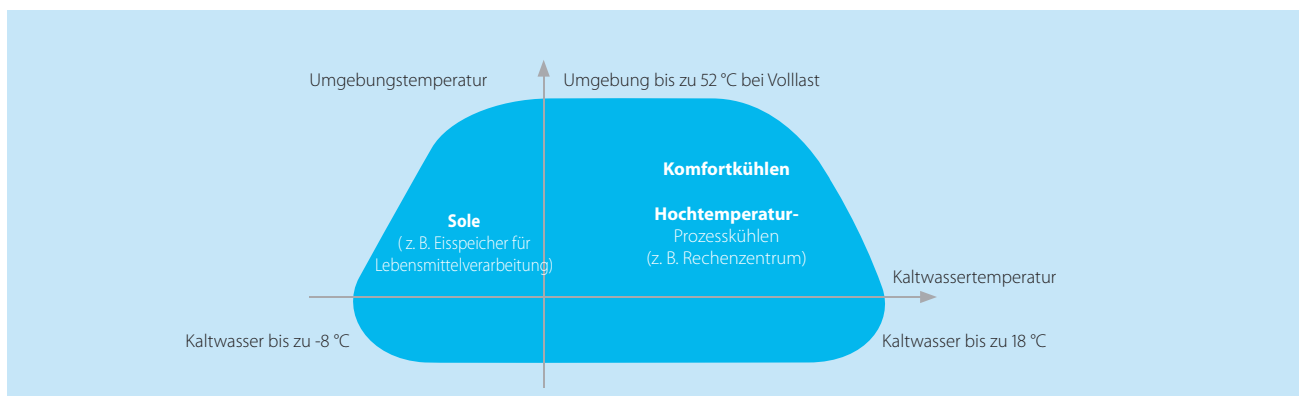 Umgebungstemperatur
Umgebung bis zu 52 °C bei Volllast
Komfortkühlen
Hochtemperatur-
Prozesskühlen
(z. B. Rechenzentrum)
Sole
( z. B. Eisspeicher für
Lebensmittelverarbeitung)
Kaltwassertemperatur
Kaltwasser bis zu -8 °C
Kaltwasser bis zu 18 °C